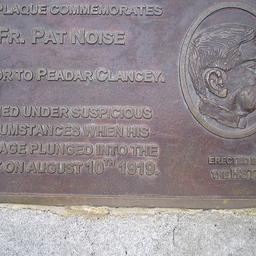 PLAQUE COMMEMORATES
FR. PAT NOISE
OR TO PEADAR CLANCEY.
ED UNDER SUSPICIOUS
UMSTANCES WHEN HIS
AGE PLUNGED INTO THE
Y ON AUGUST 10TH 1919.
ERECTED